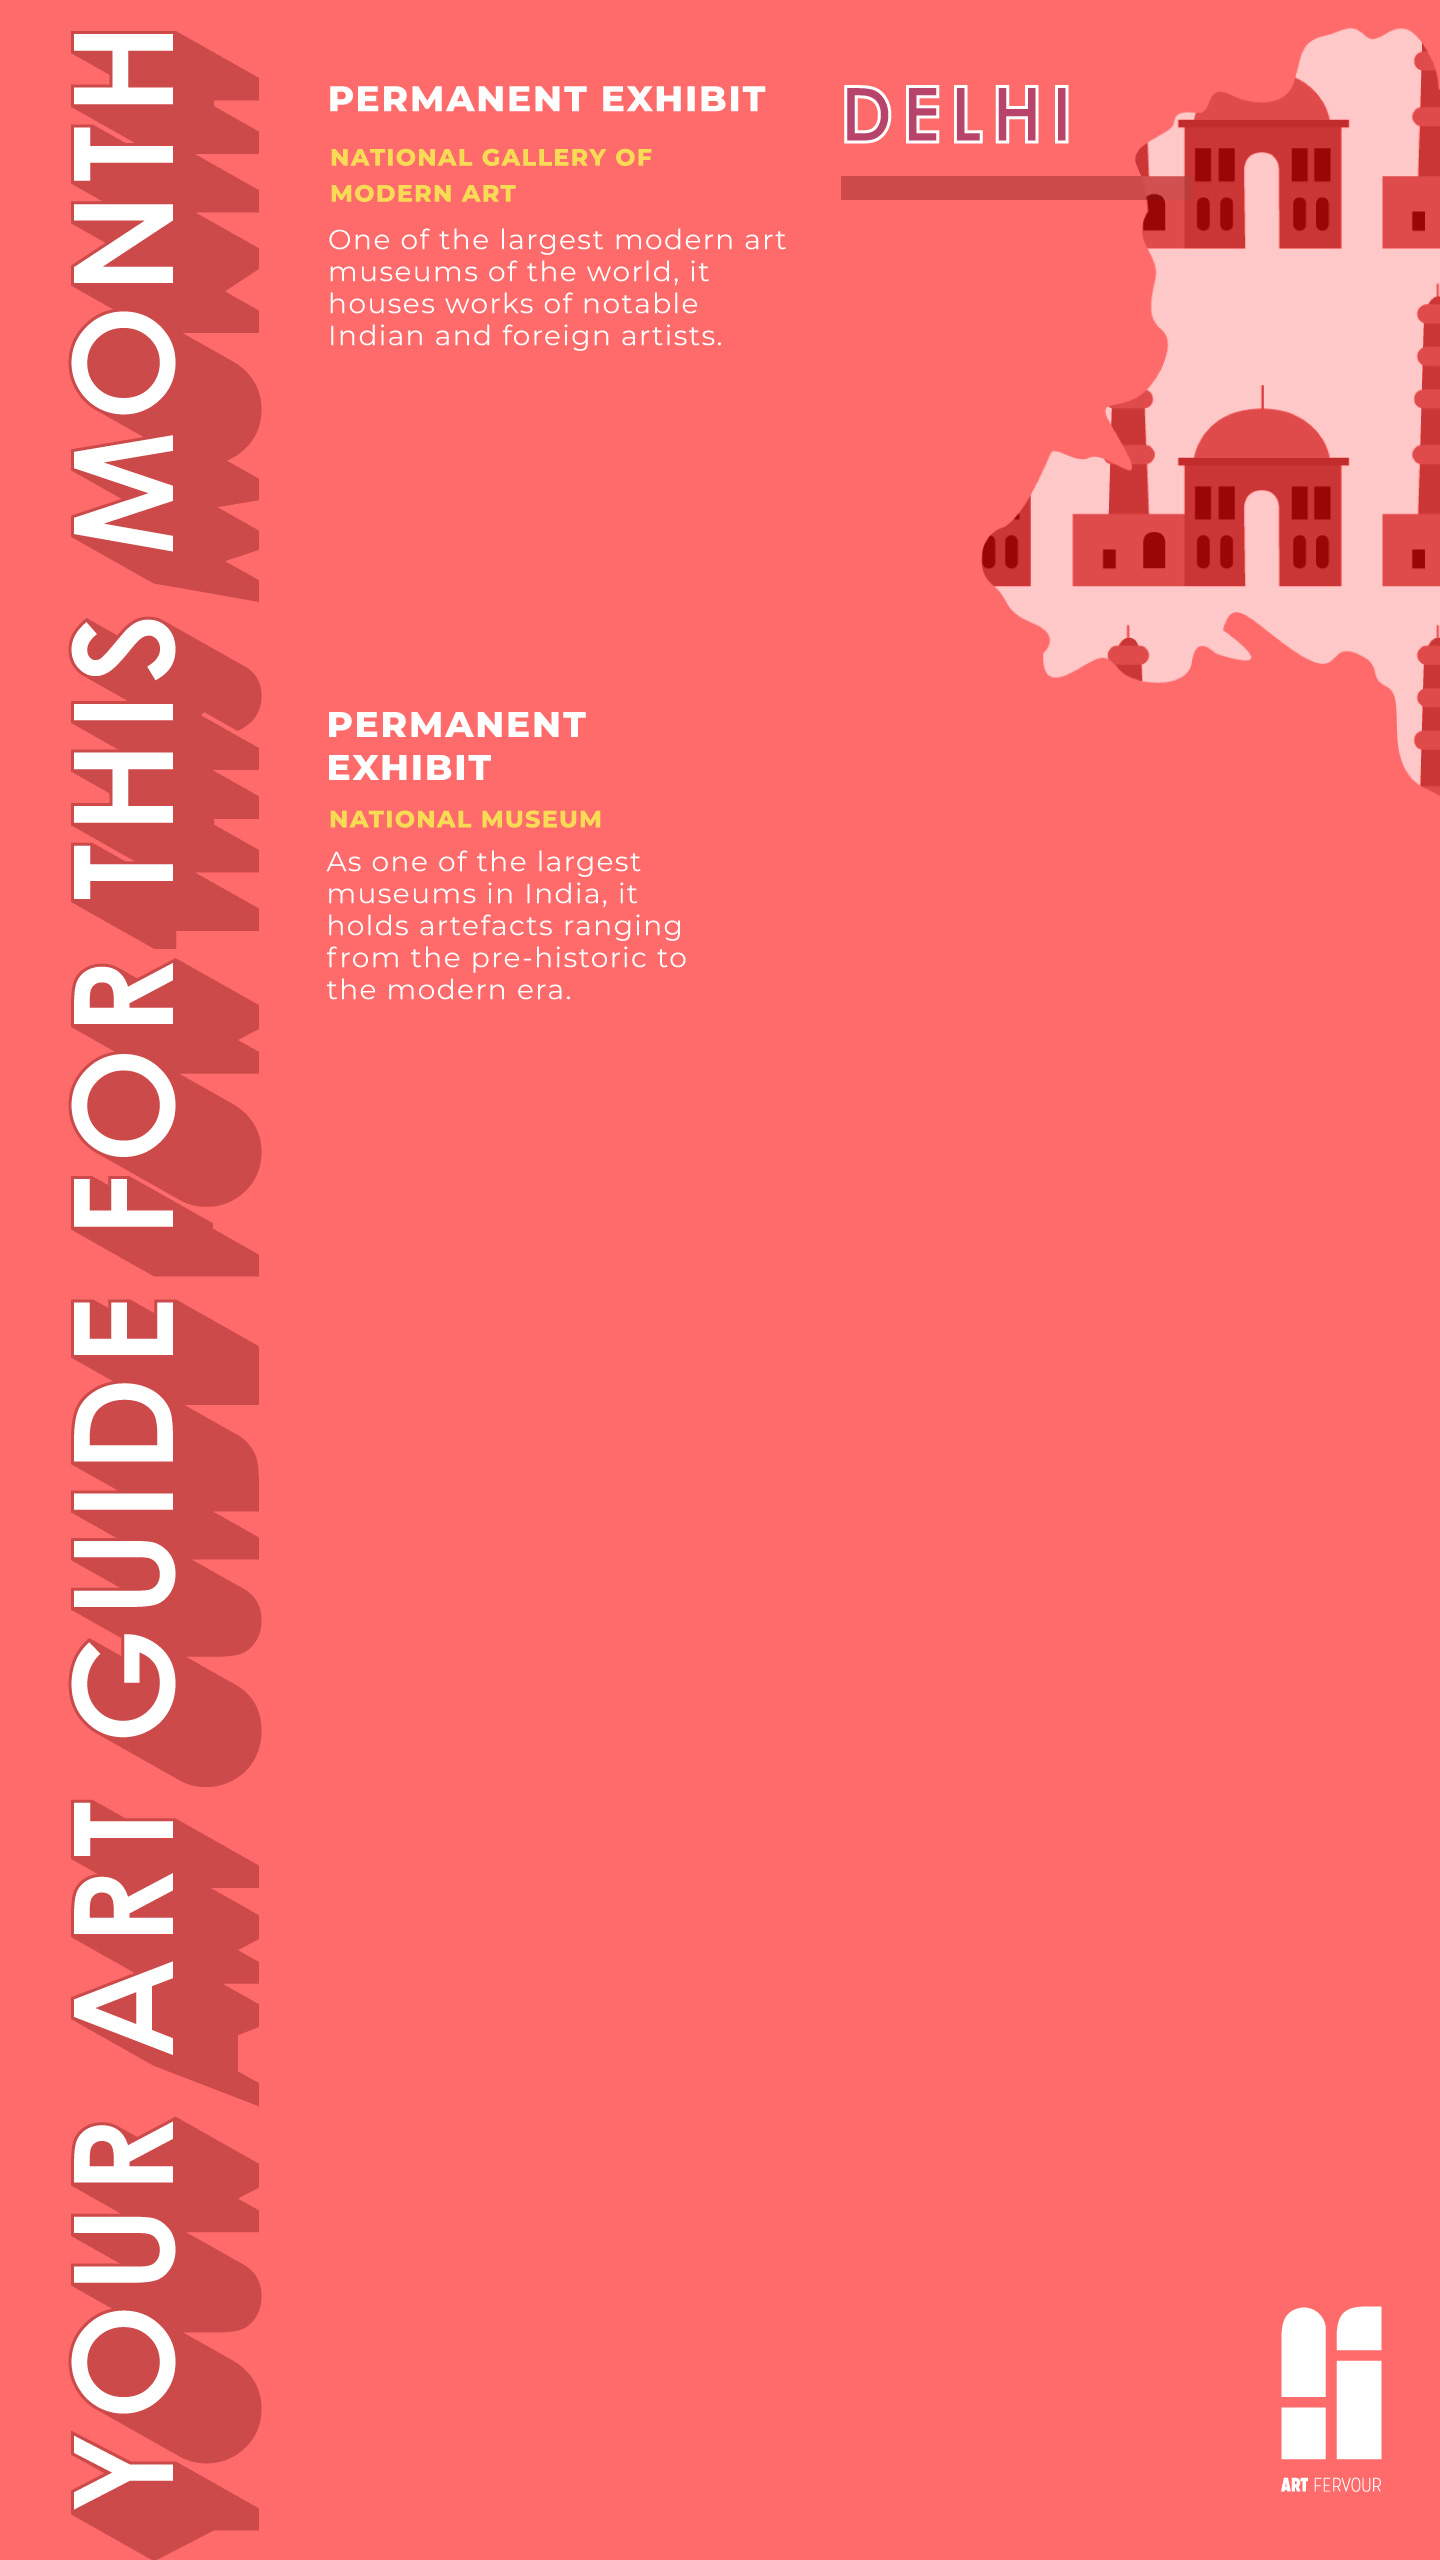 YOUR ART GUIDE FOR THIS MONTH
DELHI
PERMANENT EXHIBIT
NATIONAL GALLERY OF
MODERN ART
One of the largest modern art
museums of the world, it
houses works of notable
Indian and foreign artists.
PERMANENT
EXHIBIT
NATIONAL MUSEUM
As one of the largest
museums in India, it
holds artefacts ranging
from the pre-historic to
the modern era.
ART FERVOUR